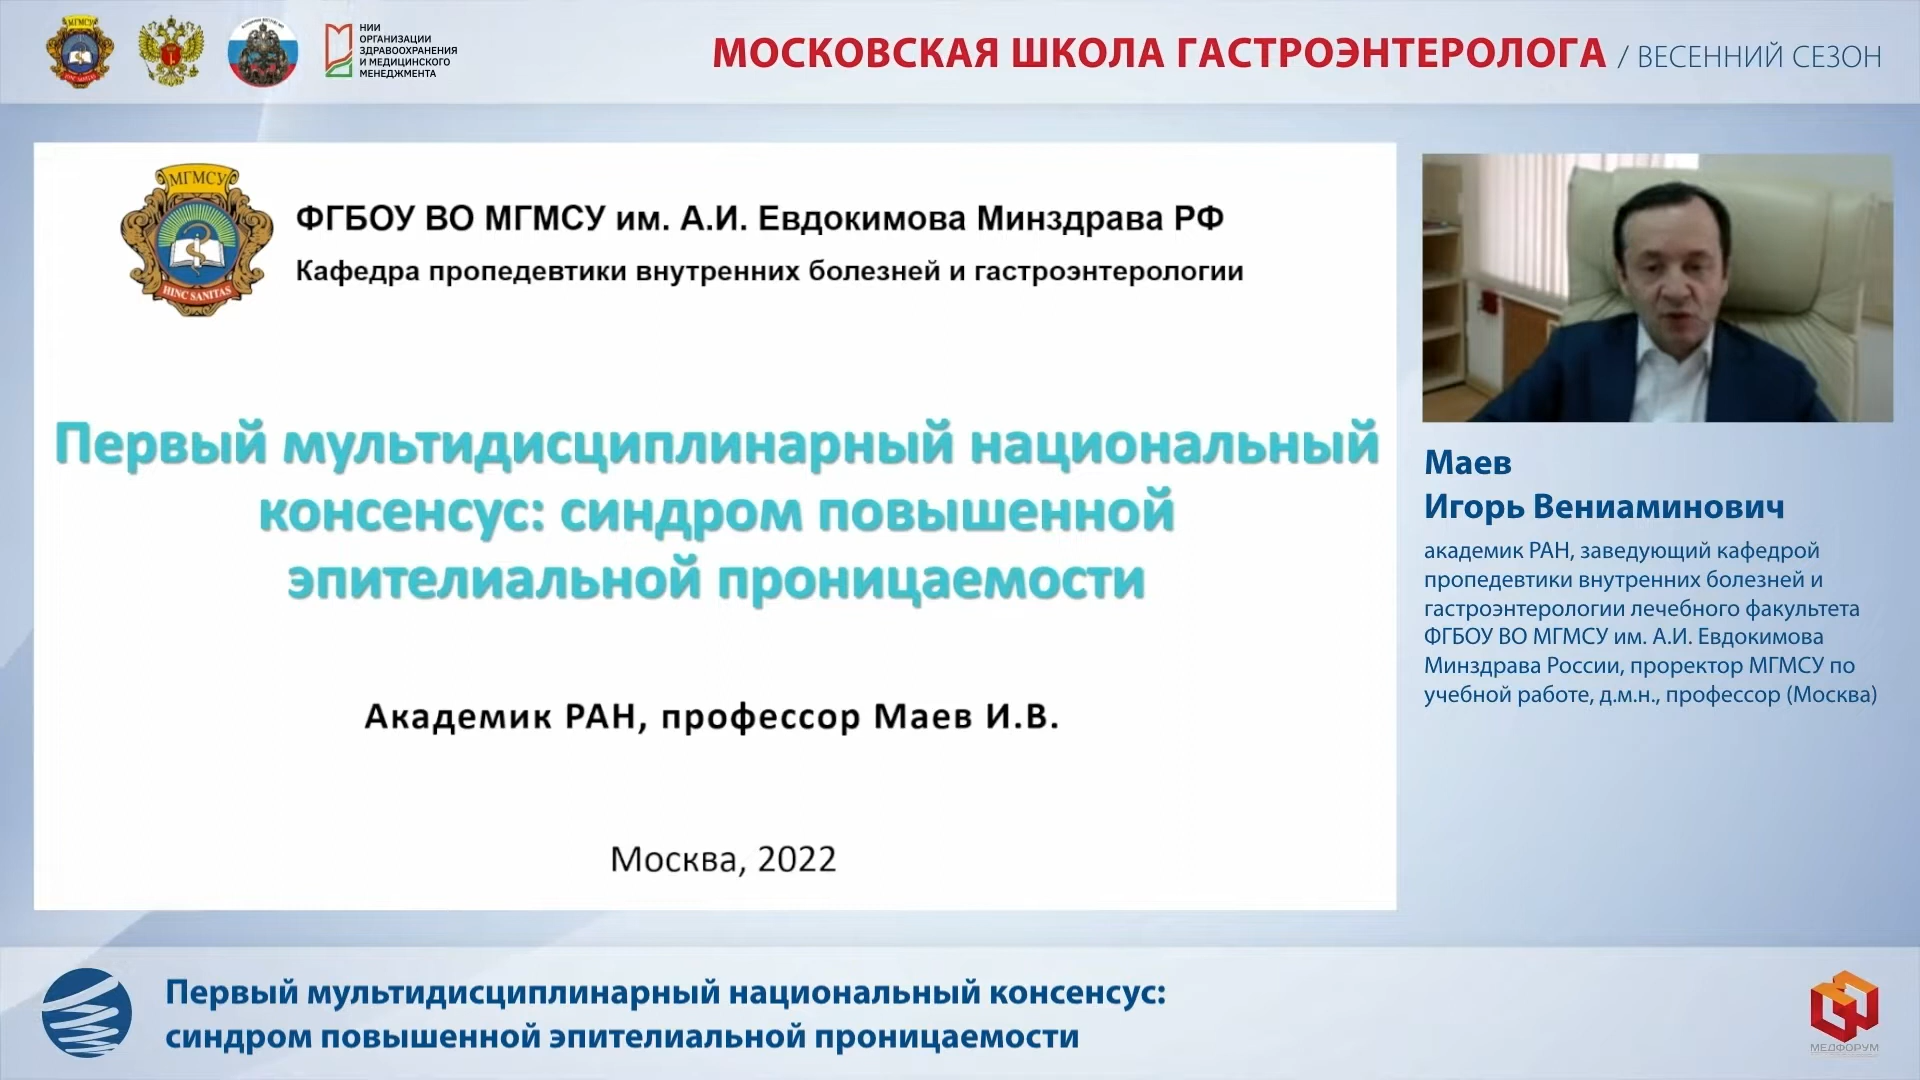 МГМСУ
HINC SANITAS
НИИ
ОРГАНИЗАЦИИ
ЗДРАВООХРАНЕНИЯ
И МЕДИЦИНСКОГО
МЕНЕДЖМЕНТА
МОСКОВСКАЯ ШКОЛА ГАСТРОЭНТЕРОЛОГА / ВЕСЕННИЙ СЕЗОН
МГМСУ
HINC SANITAS
ФГБОУ ВО МГМСУ им. А.И. Евдокимова Минздрава РФ
Кафедра пропедевтики внутренних болезней и гастроэнтерологии
Первый мультидисциплинарный национальный
консенсус: синдром повышенной
эпителиальной проницаемости
Академик РАН, профессор Маев И.В.
Москва, 2022
Маев
Игорь Вениаминович
академик РАН, заведующий кафедрой
пропедевтики внутренних болезней и
гастроэнтерологии лечебного факультета
ФГБОУ ВО МГМСУ им. А.И. Евдокимова
Минздрава России, проректор МГМСУ по
учебной работе, д.м.н., профессор (Москва)
Первый мультидисциплинарный национальный консенсус:
синдром повышенной эпителиальной проницаемости
МЕДФОРУМ